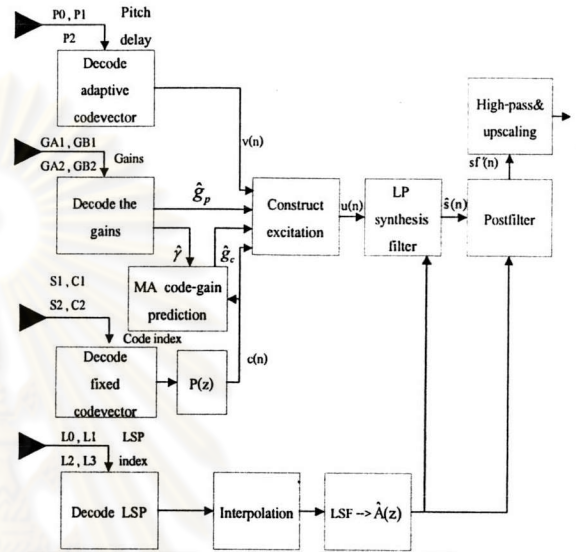 P0, P1
Pitch
P2
delay
Decode
adaptive
codevector
High-pass&
upscaling
GA1, GB1
GA2, GB2
Gains
v(n)
sf'(n)
Decode the
gains
ĝp
Construct
excitation
u(n)
LP
synthesis
filter
ŝ(n)
Postfilter
γ̂
ĝc
MA code-gain
prediction
S1, C1
S2, C2
Code index
Decode
fixed
codevector
P(z)
c(n)
L0, L1
LSP
L2, L3
index
Decode LSP
Interpolation
LSF --> Â(z)